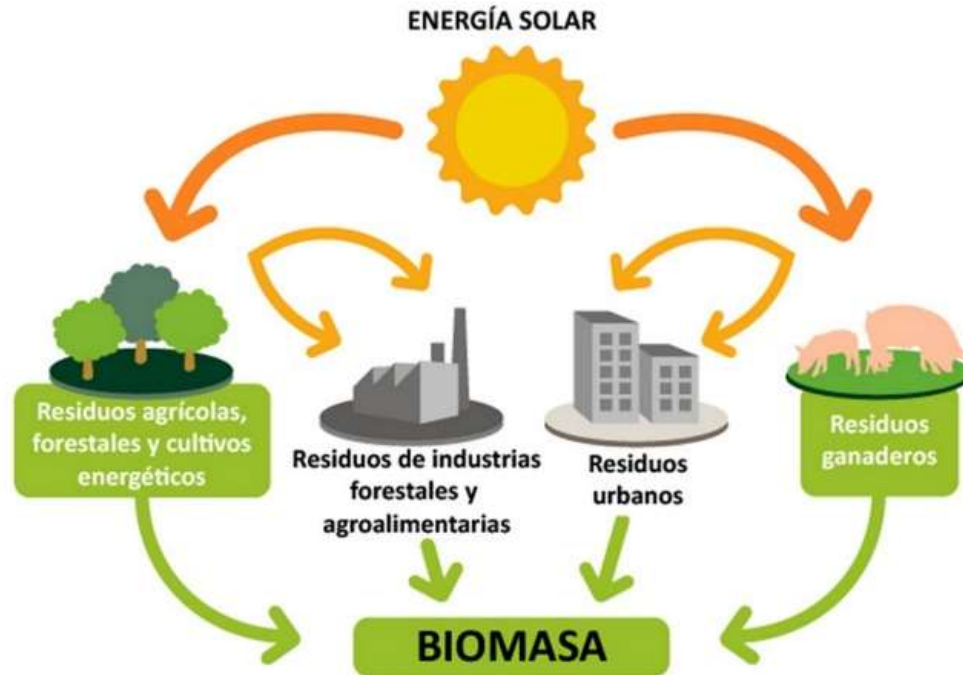 ENERGÍA SOLAR
Residuos agrícolas,
forestales y cultivos
energéticos
Residuos de industrias
forestales y
agroalimentarias
Residuos
urbanos
Residuos
ganaderos
BIOMASA